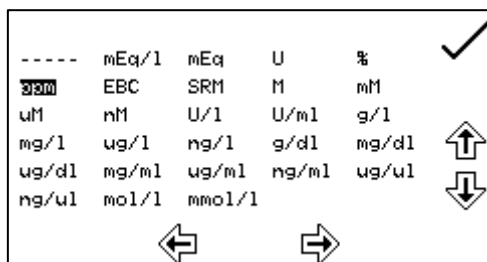 ----- mEq/l mEq U %
ppm EBC SRM M mM
uM nM U/l U/ml g/l
mg/l ug/l ng/l g/dl mg/dl
ug/dl mg/ml ug/ml ng/ml ug/ul
ng/ul mol/l mmol/l